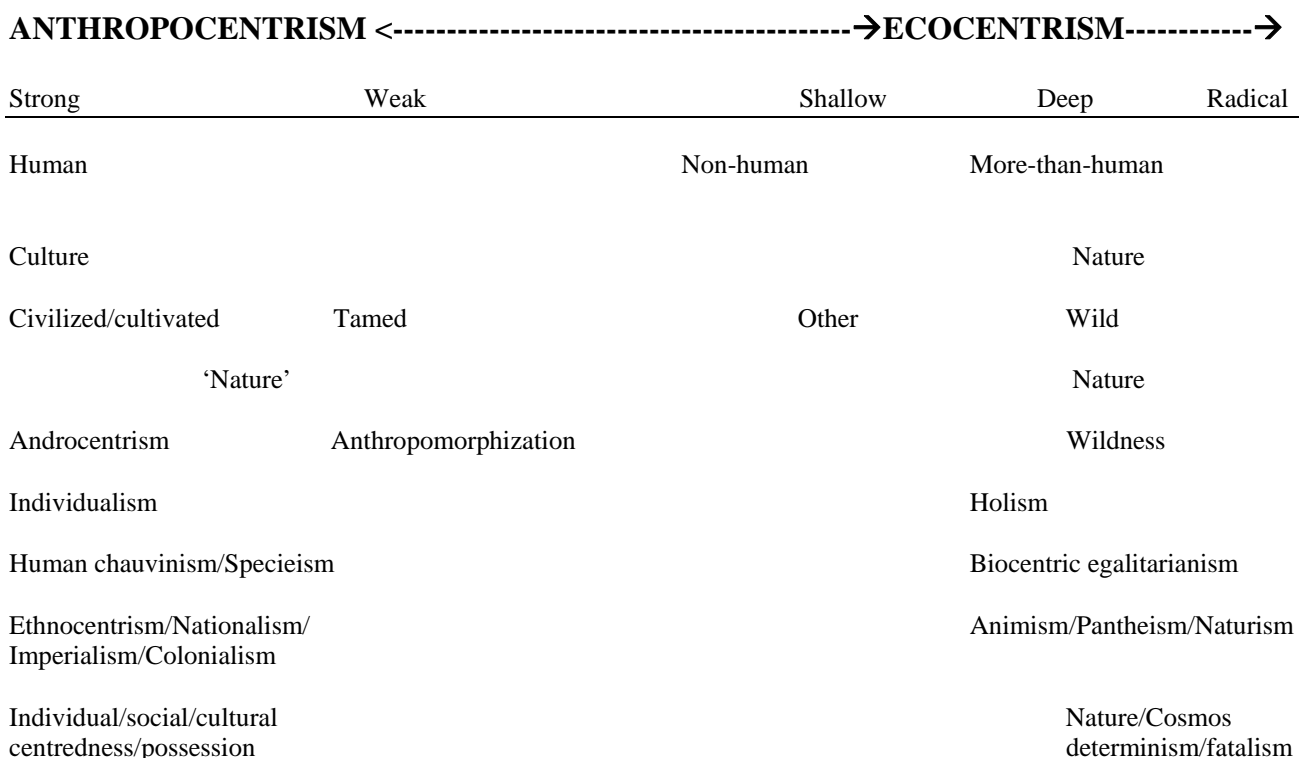 ANTHROPOCENTRISM <-------------------------------------------→ECOCENTRISM------------→
Strong Weak Shallow Deep Radical
Human Non-human More-than-human
Culture Nature
Civilized/cultivated Tamed Other Wild
‘Nature’ Nature
Androcentrism Anthropomorphization Wildness
Individualism Holism
Human chauvinism/Specieism Biocentric egalitarianism
Ethnocentrism/Nationalism/ Animism/Pantheism/Naturism
Imperialism/Colonialism
Individual/social/cultural Nature/Cosmos
centredness/possession determinism/fatalism